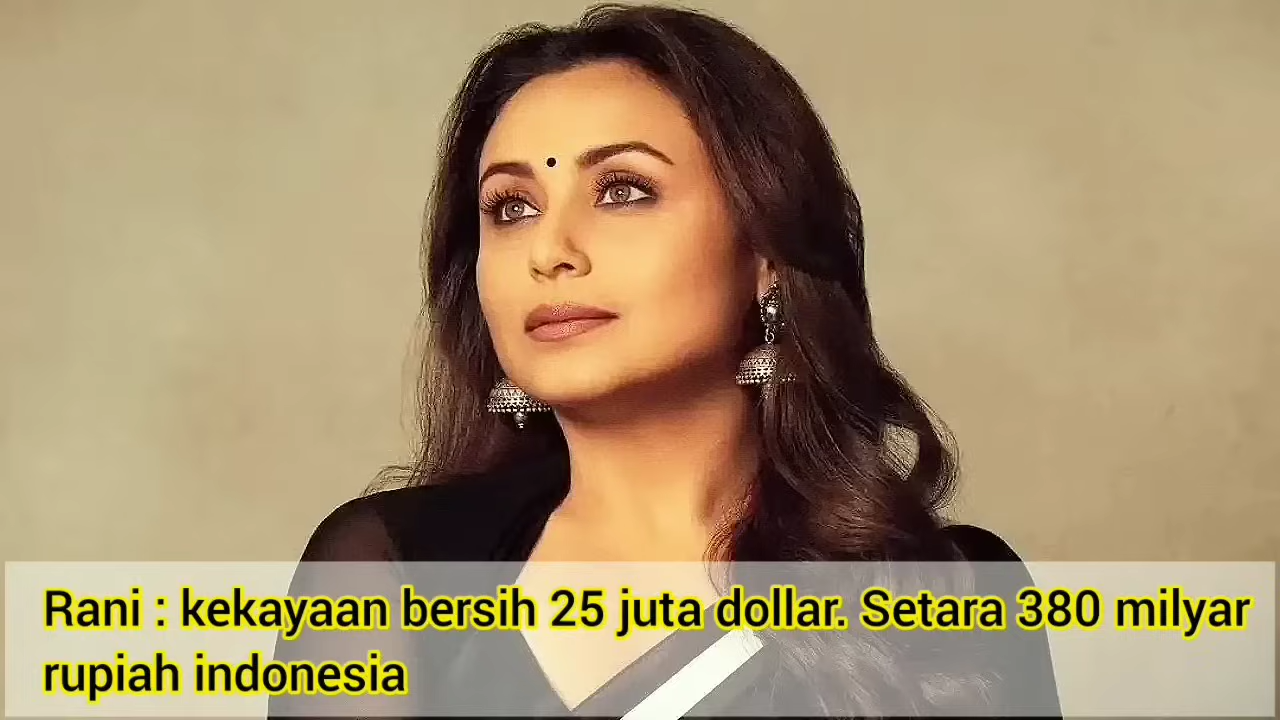 Rani : kekayaan bersih 25 juta dollar. Setara 380 milyar
rupiah indonesia